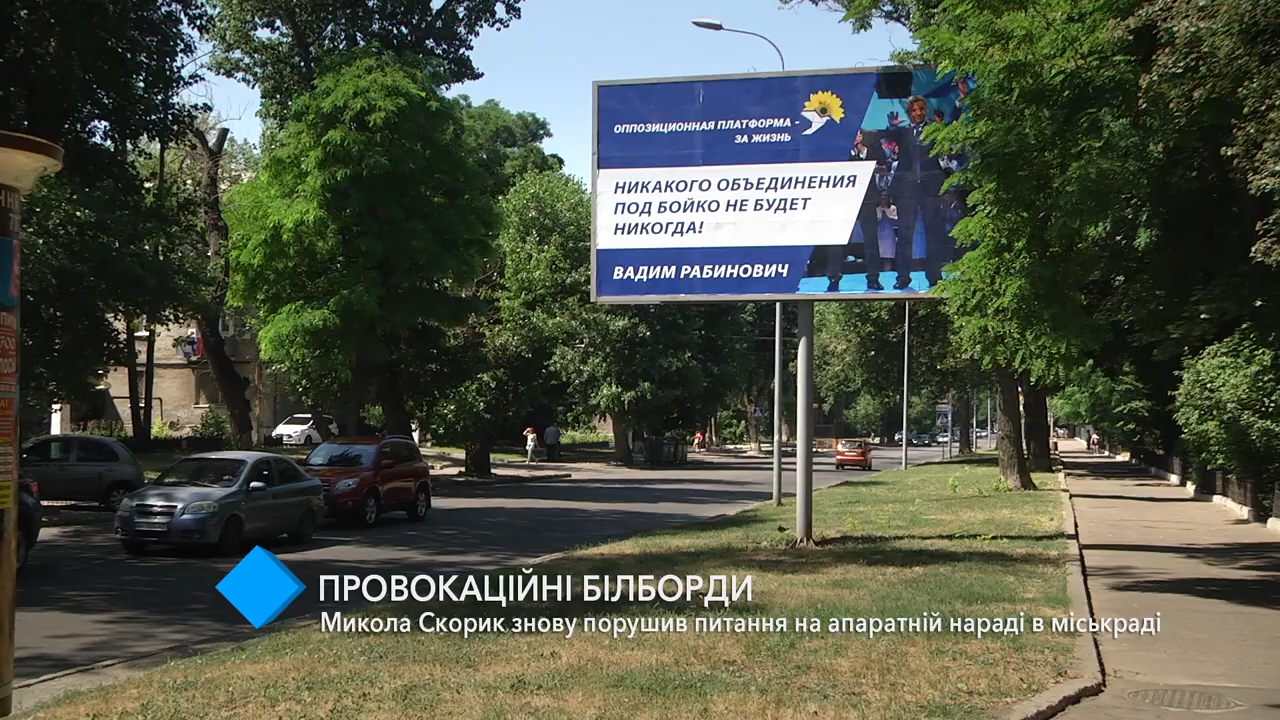 ОППОЗИЦИОННАЯ ПЛАТФОРМА -
ЗА ЖИЗНЬ
НИКАКОГО ОБЪЕДИНЕНИЯ
ПОД БОЙКО НЕ БУДЕТ
НИКОГДА!
ВАДИМ РАБИНОВИЧ
ПРОВОКАЦІЙНІ БІЛБОРДИ
Микола Скорик знову порушив питання на апаратній нараді в міськраді